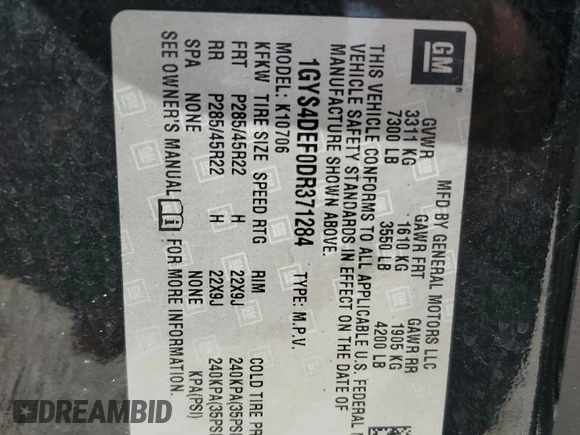 GM
MFD BY GENERAL MOTORS LLC
GVWR GAWR FRT GAWR RR
3311 KG 1610 KG 1905 KG
7300 LB 3550 LB 4200 LB
THIS VEHICLE CONFORMS TO ALL APPLICABLE U.S. FEDERAL
VEHICLE SAFETY STANDARDS IN EFFECT ON THE DATE OF
MANUFACTURE SHOWN ABOVE.
1GYS4DEF0DR371284 TYPE: M.P.V.
MODEL: K10706
KFKW TIRE SIZE SPEED RTG RIM COLD TIRE
FRT P285/45R22 H 22X9J 240KPA(35PSI
RR P285/45R22 H 22X9J 240KPA(35PSI
SPA NONE NONE KPA(PSI)
SEE OWNER'S MANUAL i FOR MORE INFORMATION.
DREAMBID